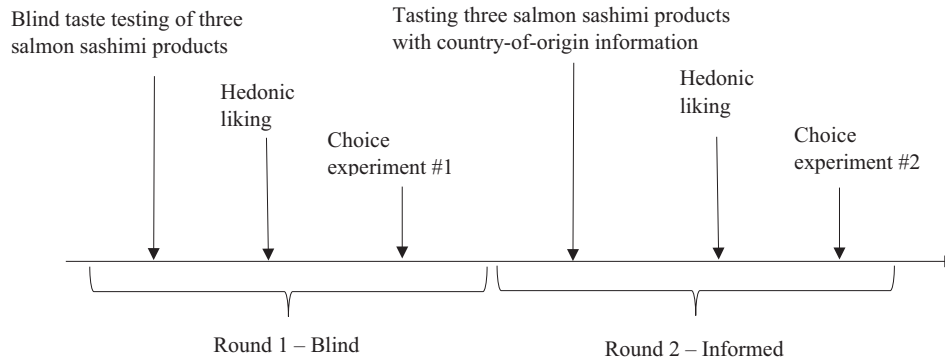 Blind taste testing of three
salmon sashimi products
Hedonic
liking
Choice
experiment #1
Tasting three salmon sashimi products
with country-of-origin information
Hedonic
liking
Choice
experiment #2
Round 1 – Blind
Round 2 – Informed